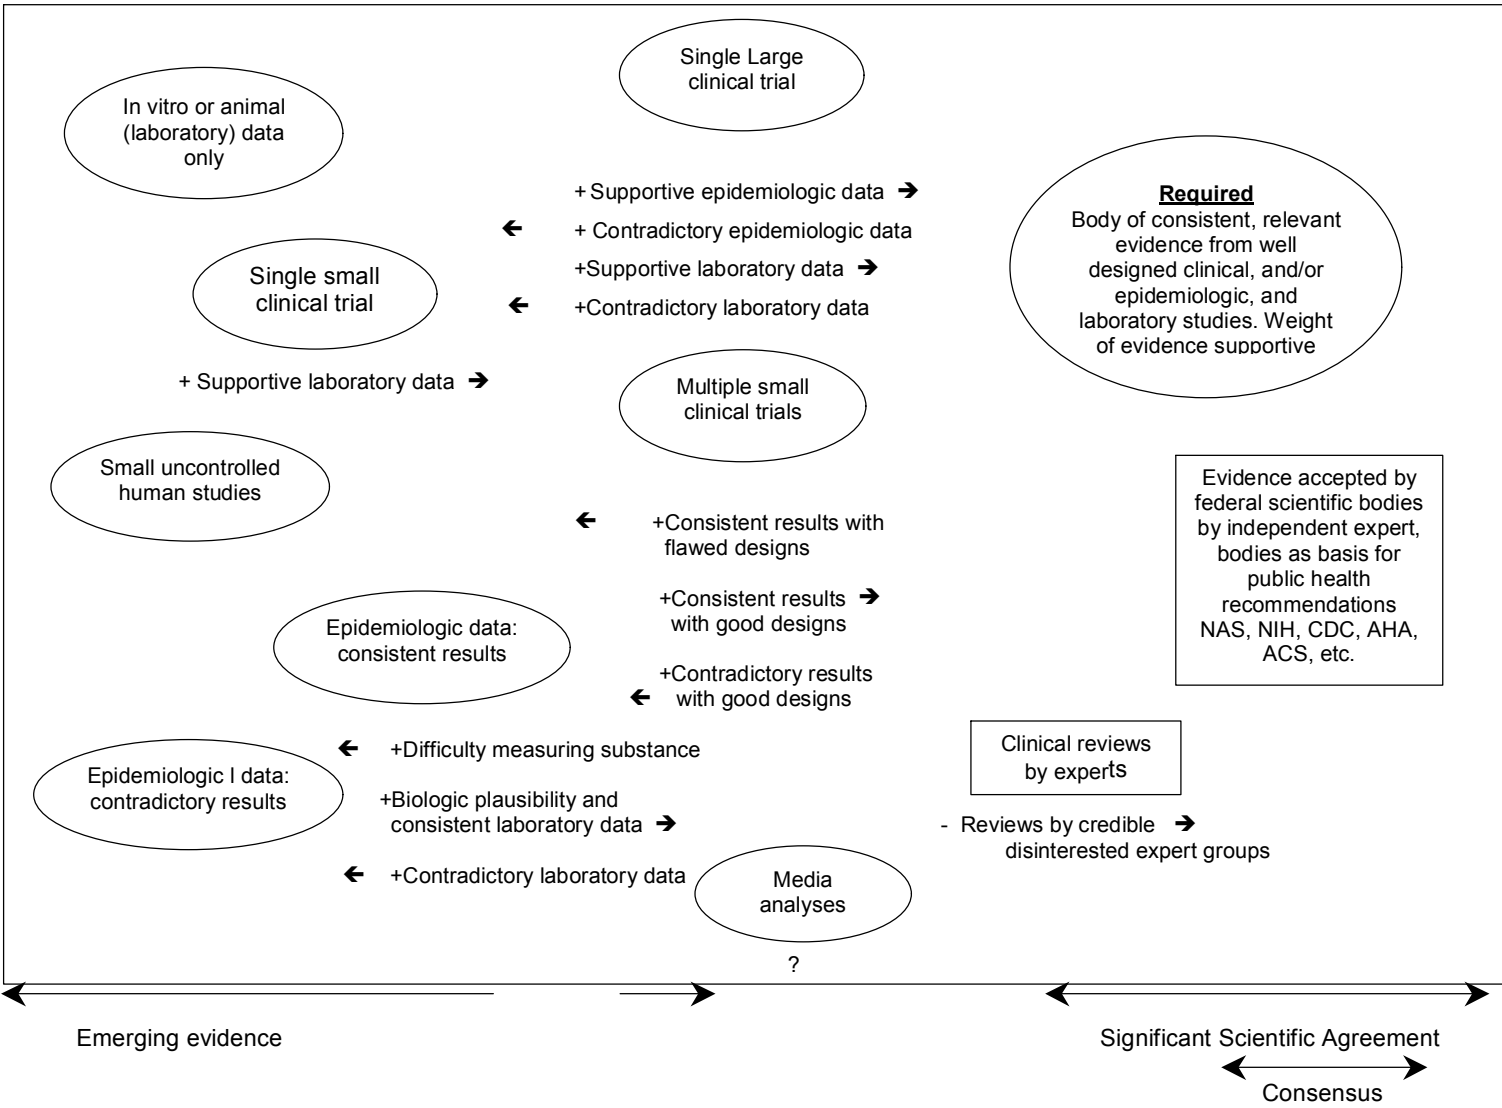 Single Large
clinical trial
In vitro or animal
(laboratory) data
only
+ Supportive epidemiologic data ➔
← + Contradictory epidemiologic data
+Supportive laboratory data ➔
← +Contradictory laboratory data
Required
Body of consistent, relevant
evidence from well
designed clinical, and/or
epidemiologic, and
laboratory studies. Weight
of evidence supportive
Single small
clinical trial
+ Supportive laboratory data ➔
Multiple small
clinical trials
Small uncontrolled
human studies
← +Consistent results with
flawed designs
+Consistent results ➔
with good designs
+Contradictory results
← with good designs
Evidence accepted by
federal scientific bodies
by independent expert,
bodies as basis for
public health
recommendations
NAS, NIH, CDC, AHA,
ACS, etc.
Epidemiologic data:
consistent results
← +Difficulty measuring substance
+Biologic plausibility and
consistent laboratory data ➔
← +Contradictory laboratory data
Epidemiologic l data:
contradictory results
Clinical reviews
by experts
- Reviews by credible ➔
disinterested expert groups
Media
analyses
?
Emerging evidence
Significant Scientific Agreement
Consensus